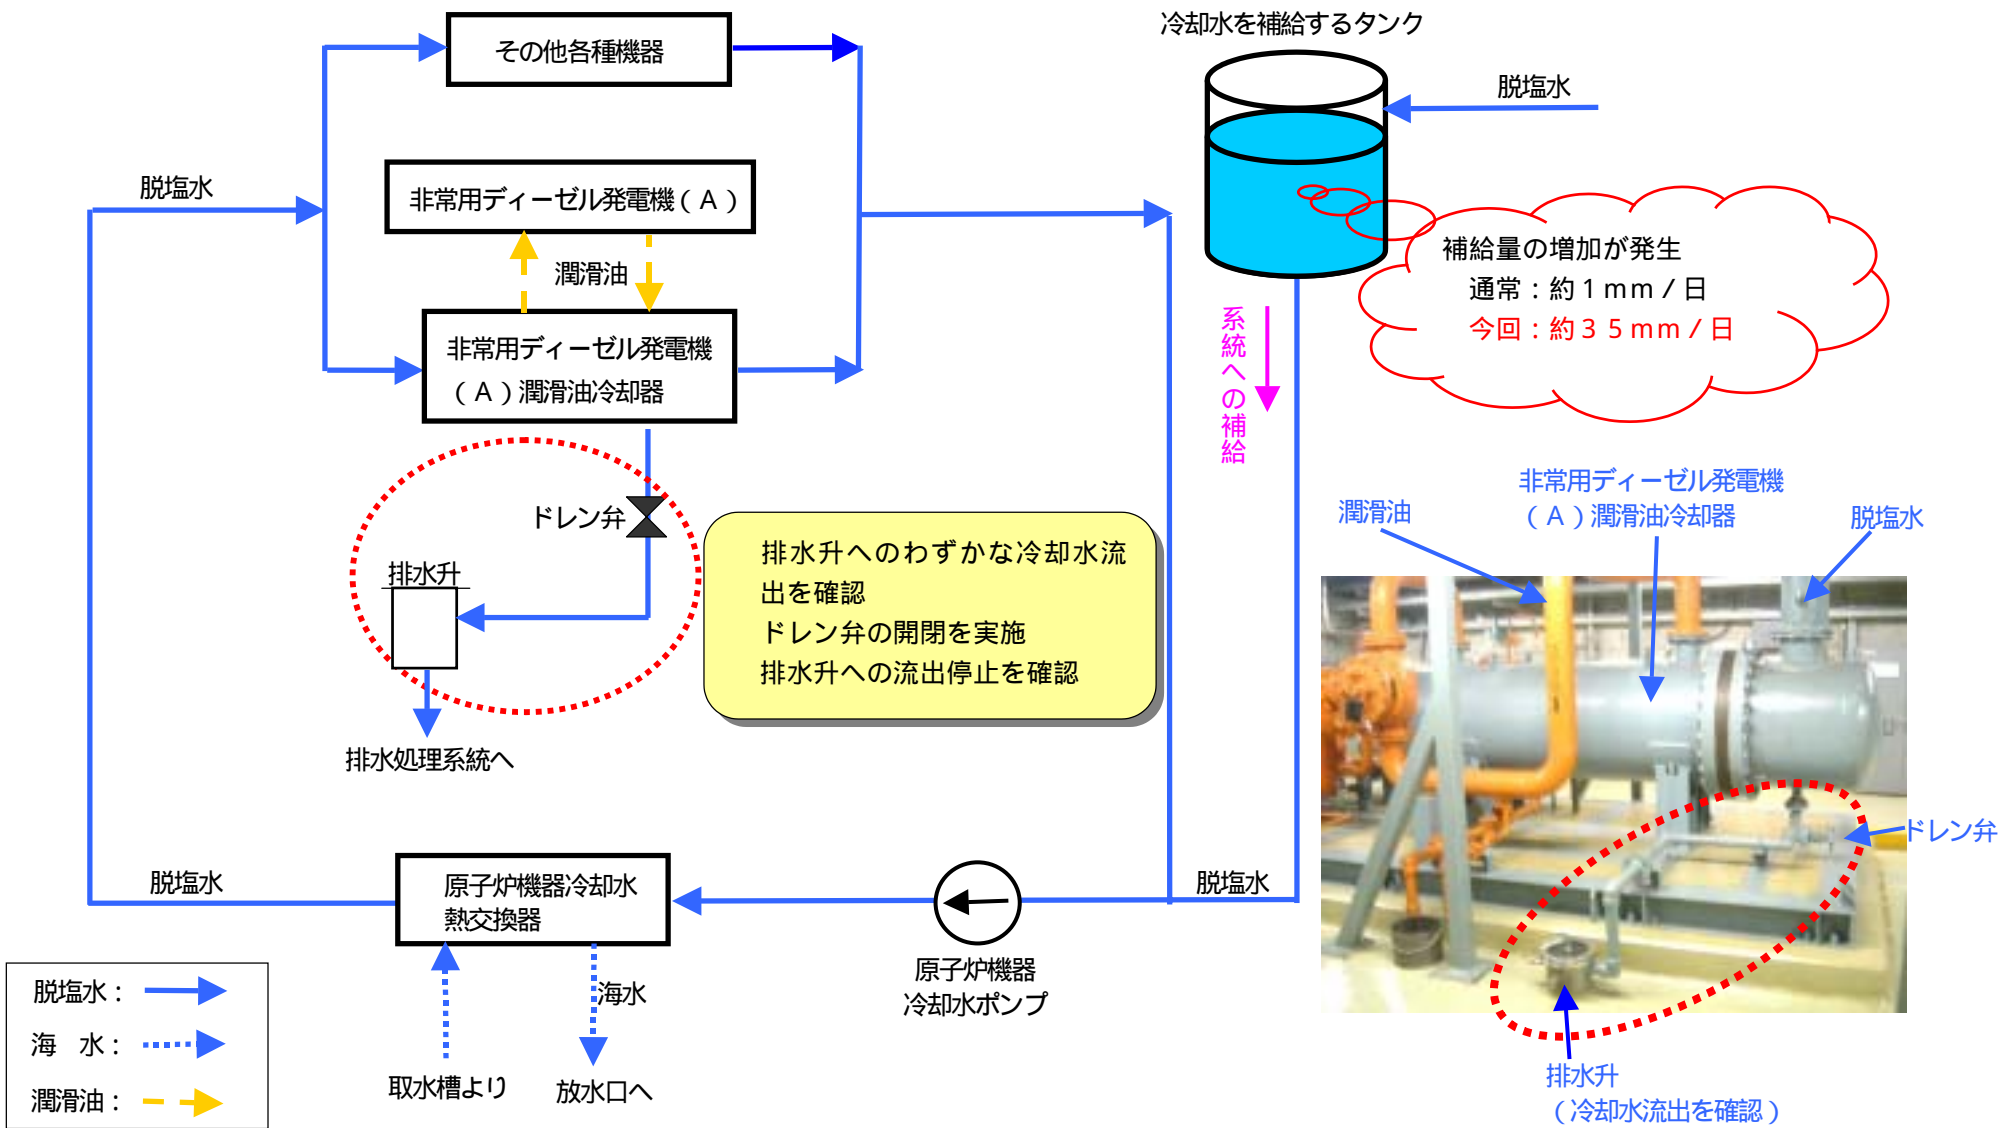 冷却水を補給するタンク
その他各種機器
脱塩水
脱塩水
非常用ディーゼル発電機（Ａ）
潤滑油
補給量の増加が発生
通常：約１ｍｍ／日
今回：約３５ｍｍ／日
系統への補給
非常用ディーゼル発電機
（Ａ）潤滑油冷却器
ドレン弁
排水升
排水処理系統へ
排水升へのわずかな冷却水流
出を確認
ドレン弁の開閉を実施
排水升への流出停止を確認
潤滑油
非常用ディーゼル発電機
（Ａ）潤滑油冷却器
脱塩水
ドレン弁
排水升
（冷却水流出を確認）
脱塩水
原子炉機器冷却水
熱交換器
脱塩水
原子炉機器
冷却水ポンプ
海水
取水槽より
放水口へ
脱塩水：
海　水：
潤滑油：